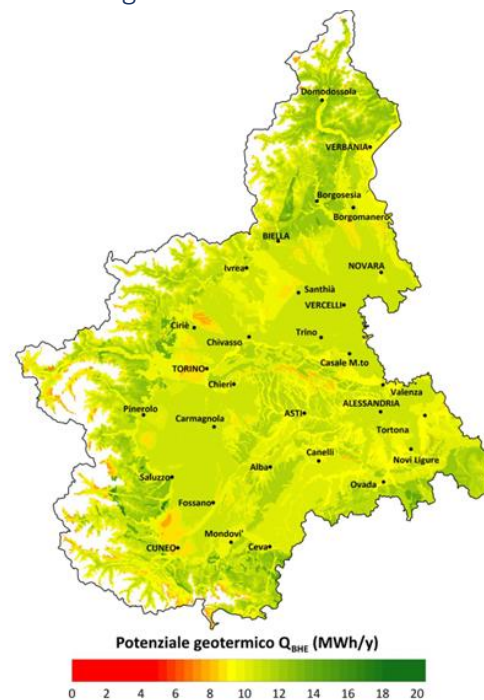 Domodossola
VERBANIA
Borgosesia
Borgomanero
BIELLA
Ivrea
NOVARA
Santhià
VERCELLI
Ciriè
Chivasso
Trino
Casale M.to
TORINO
Chieri
Valenza
Pinerolo
ASTI
ALESSANDRIA
Carmagnola
Tortona
Canelli
Novi Ligure
Alba
Saluzzo
Ovada
Fossano
Mondovi'
CUNEO
Ceva
Potenziale geotermico Q_BHE (MWh/y)
0 2 4 6 8 10 12 14 16 18 20